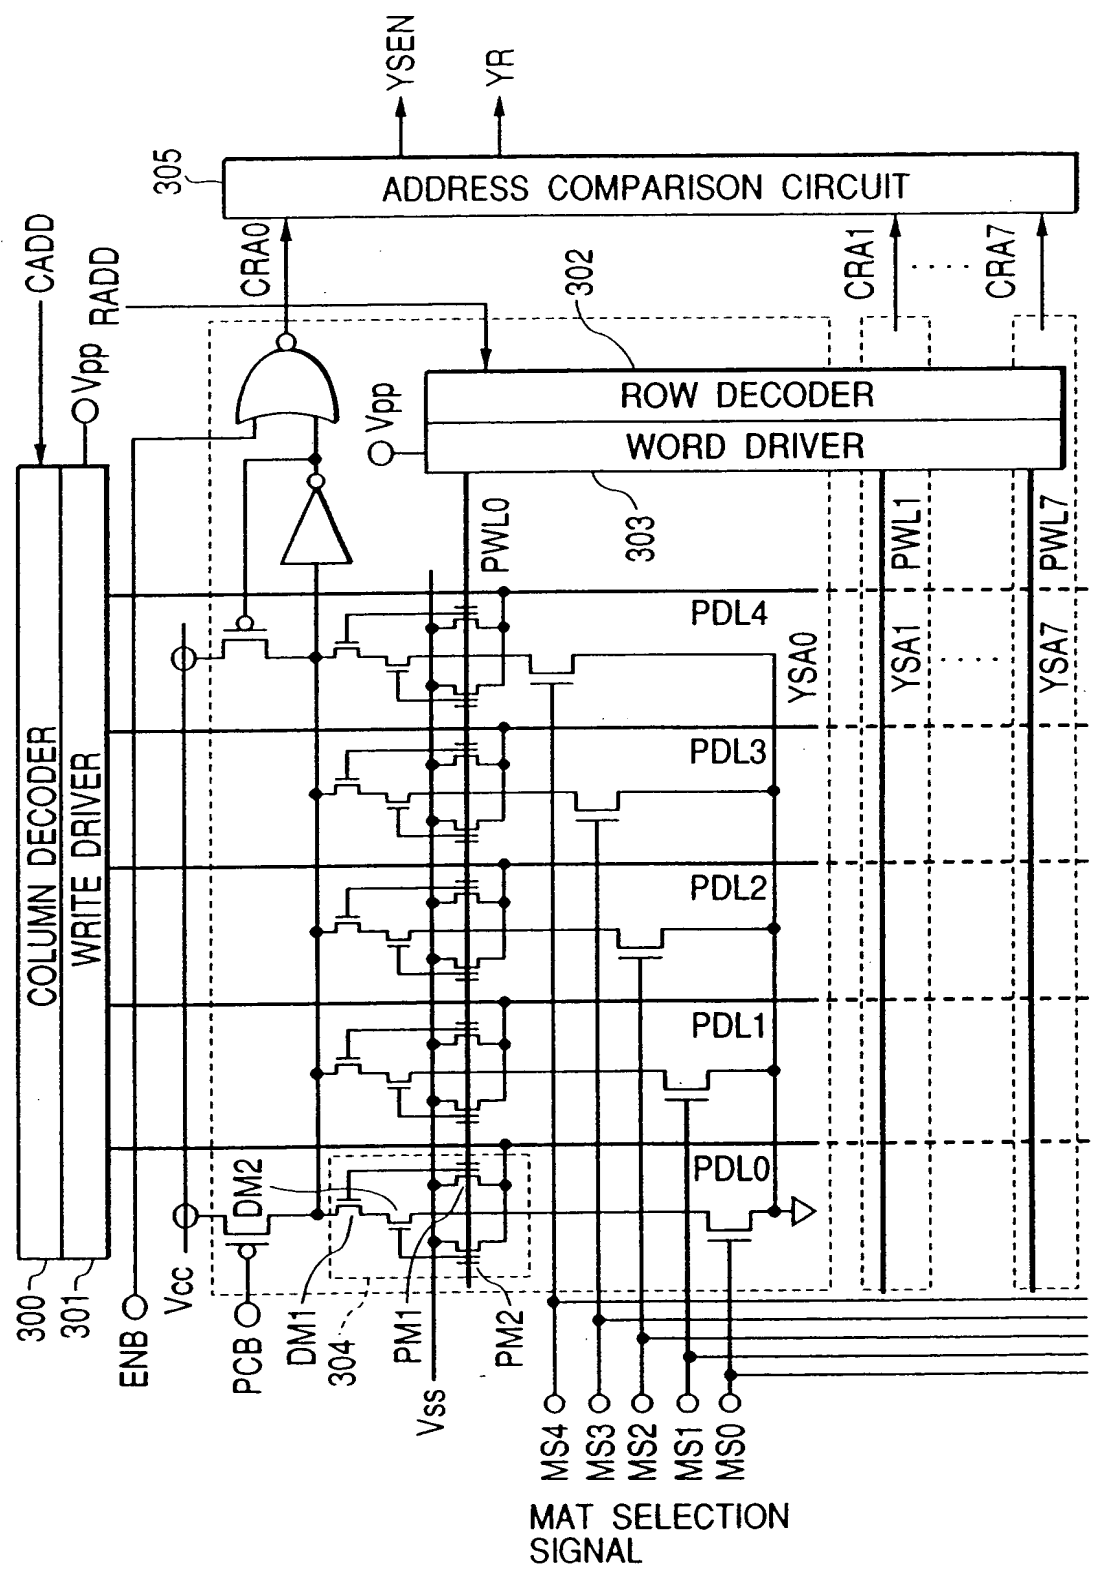 CADD
Vpp
RADD
COLUMN DECODER
WRITE DRIVER
300
301
ENB
Vcc
PCB
DM1
DM2
304
PM1
PM2
Vss
305
ADDRESS COMPARISON CIRCUIT
YSEN
YR
CRA0
CRA1
.....
CRA7
302
ROW DECODER
WORD DRIVER
Vpp
303
PWL0
PWL1
PWL7
PDL4
PDL3
PDL2
PDL1
PDL0
YSA0
YSA1
.....
YSA7
MS4
MS3
MS2
MS1
MS0
MAT SELECTION
SIGNAL